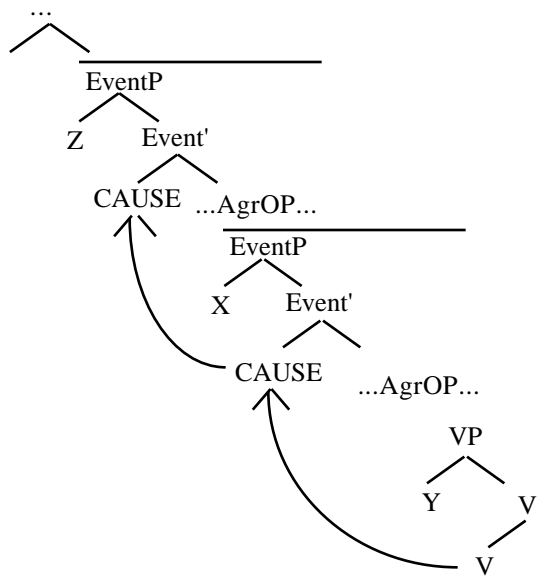 ...
EventP
Z Event'
CAUSE ...AgrOP...
EventP
X Event'
CAUSE ...AgrOP...
VP
Y V
V